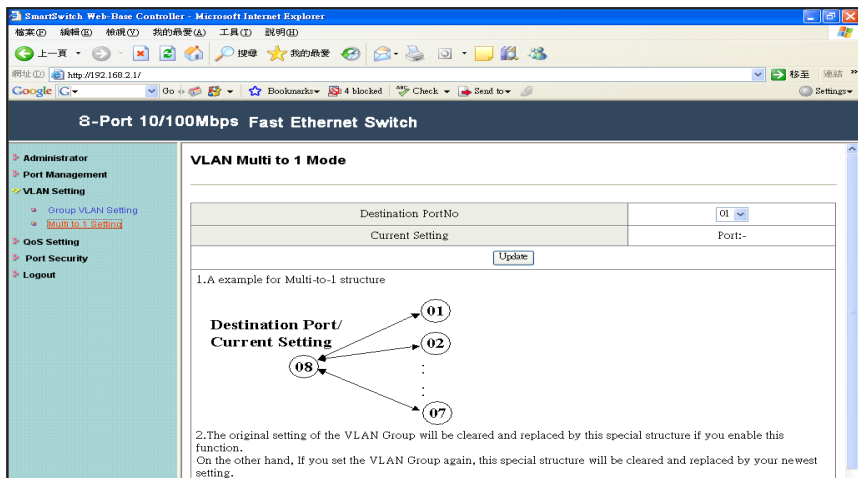 SmartSwitch Web-Base Controller - Microsoft Internet Explorer
檔案(F) 編輯(E) 檢視(V) 我的最愛(A) 工具(T) 說明(H)
上一頁 搜尋 我的最愛
網址(D) http://192.168.2.1/ 移至 連結 »
Google G Go Bookmarks 4 blocked ABC Check Send to Settings
8-Port 10/100Mbps Fast Ethernet Switch
Administrator
Port Management
VLAN Setting
Group VLAN Setting
Multi to 1 Setting
QoS Setting
Port Security
Logout
VLAN Multi to 1 Mode
Destination PortNo 01
Current Setting Port:-
Update
1.A example for Multi-to-1 structure
Destination Port/
Current Setting
08
01
02
:
:
07
2.The original setting of the VLAN Group will be cleared and replaced by this special structure if you enable this
function.
On the other hand, If you set the VLAN Group again, this special structure will be cleared and replaced by your newest
setting.